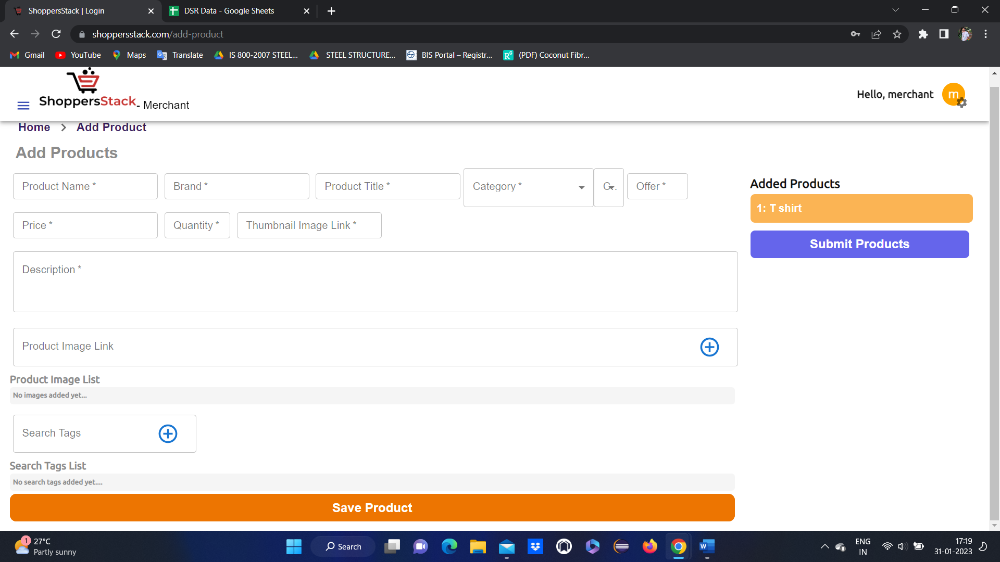 ShoppersStack | Login
DSR Data - Google Sheets
shoppersstack.com/add-product
Gmail
YouTube
Maps
Translate
IS 800-2007 STEEL...
STEEL STRUCTURE...
BIS Portal – Registr...
(PDF) Coconut Fibr...
ShoppersStack - Merchant
Hello, merchant
m
Home > Add Product
Add Products
Product Name *
Brand *
Product Title *
Category *
Offer *
Price *
Quantity *
Thumbnail Image Link *
Added Products
1: T shirt
Submit Products
Description *
Product Image Link
Product Image List
No images added yet...
Search Tags
Search Tags List
No search tags added yet....
Save Product
1
27°C
Partly sunny
Search
ENG
IN
17:19
31-01-2023